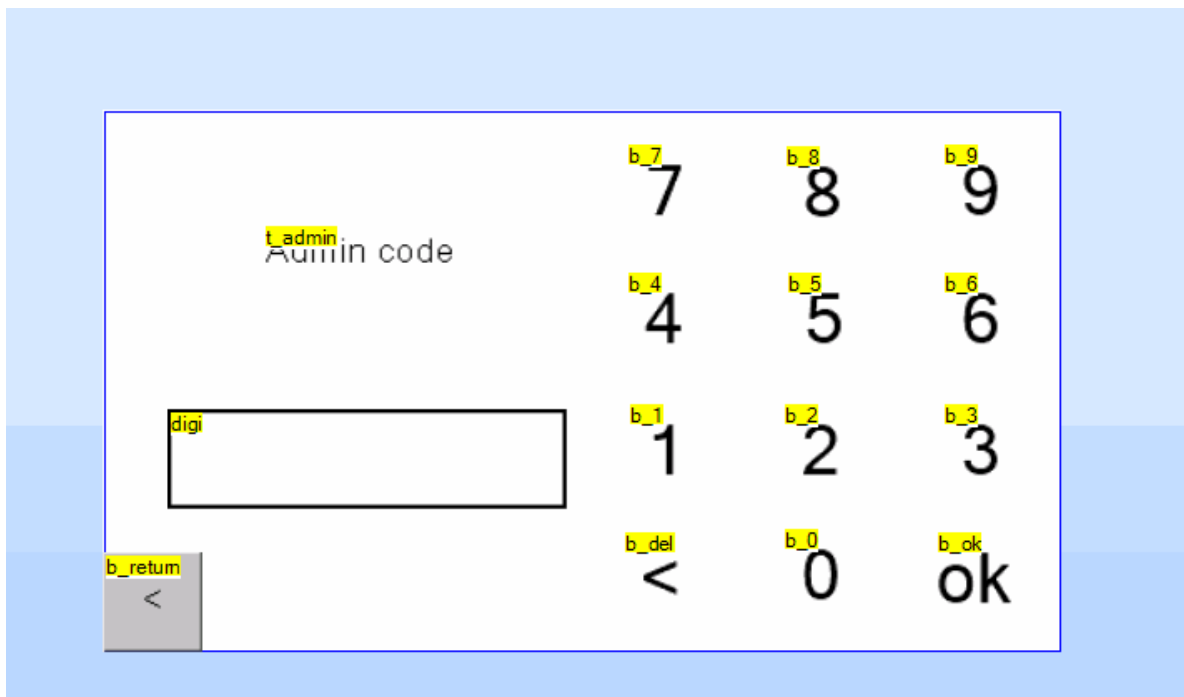 b_7 b_8 b_9
7 8 9
t_admin
Admin code
b_4 b_5 b_6
4 5 6
digi
b_1 b_2 b_3
1 2 3
b_del b_0 b_ok
< 0 ok
b_return
<